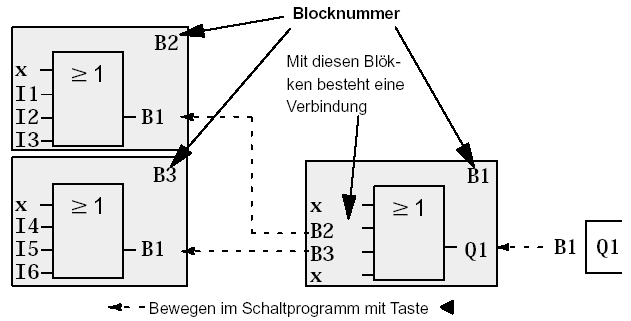 Blocknummer
B2
x
≥ 1
I1
I2
B1
I3
Mit diesen Blök-
ken besteht eine
Verbindung
B3
x
≥ 1
I4
I5
B1
I6
B1
x
≥ 1
B2
B3
Q1
x
B1
Q1
Bewegen im Schaltprogramm mit Taste ◀